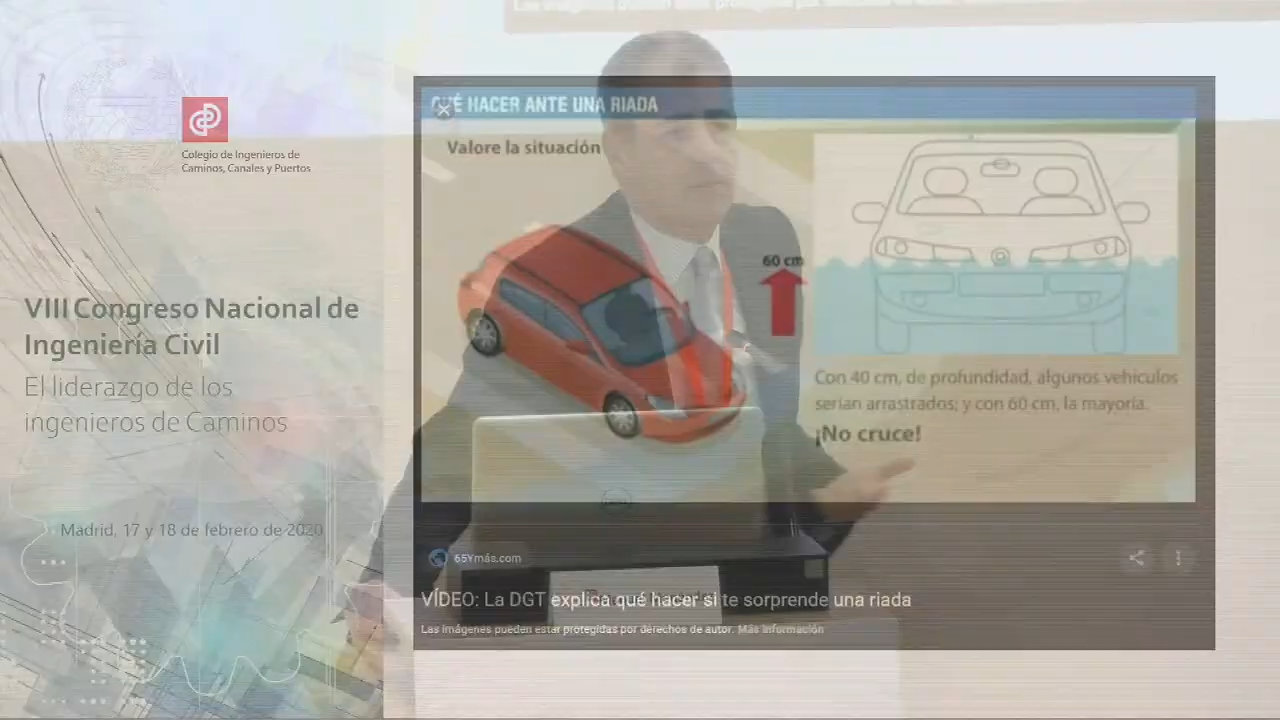 Colegio de Ingenieros de
Caminos, Canales y Puertos
VIII Congreso Nacional de
Ingeniería Civil
El liderazgo de los
ingenieros de Caminos
Madrid, 17 y 18 de febrero de 2020
QUÉ HACER ANTE UNA RIADA
Valore la situación
60 cm
Con 40 cm, de profundidad, algunos vehículos
serían arrastrados; y con 60 cm, la mayoría.
¡No cruce!
65Ymás.com
VÍDEO: La DGT explica qué hacer si te sorprende una riada
Las imágenes pueden estar protegidas por derechos de autor. Más información